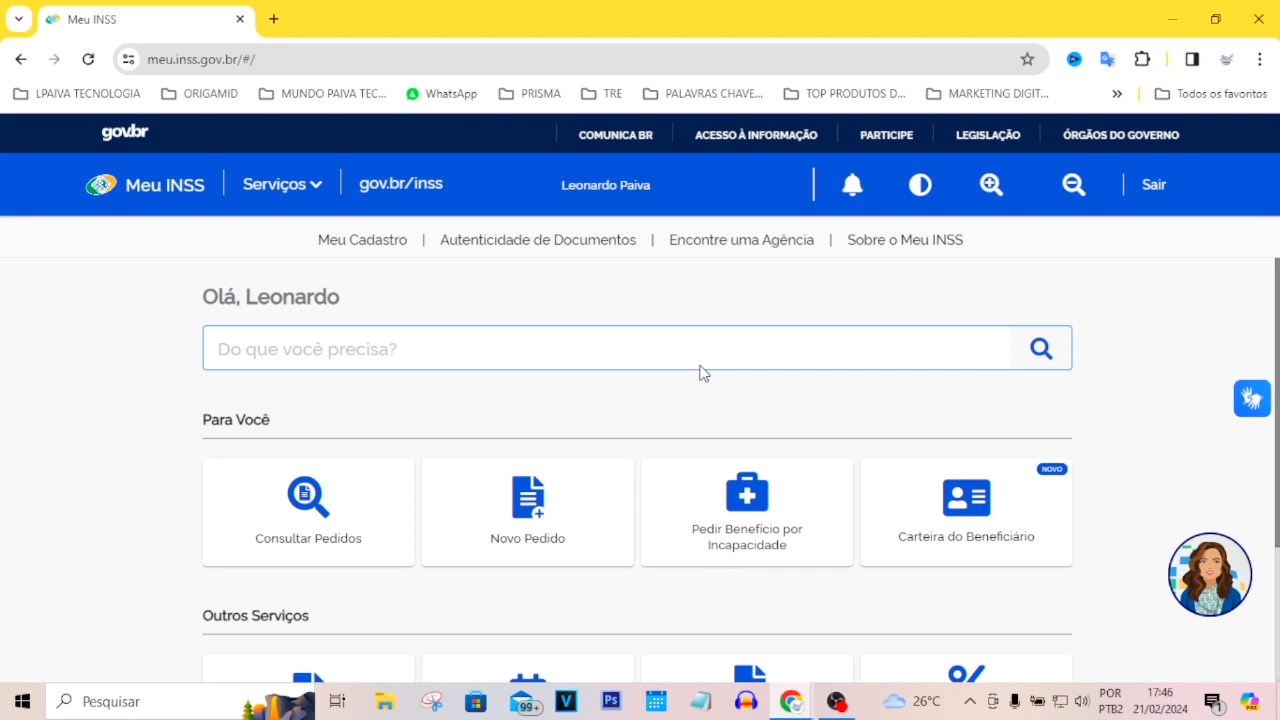 Meu INSS
meu.inss.gov.br/#/
LPAIVA TECNOLOGIA
ORIGAMID
MUNDO PAIVA TEC...
WhatsApp
PRISMA
TRE
PALAVRAS CHAVE...
TOP PRODUTOS D...
MARKETING DIGIT...
Todos os favoritos
gov.br
COMUNICA BR
ACESSO À INFORMAÇÃO
PARTICIPE
LEGISLAÇÃO
ÓRGÃOS DO GOVERNO
Meu INSS
Serviços
gov.br/inss
Leonardo Paiva
Sair
Meu Cadastro | Autenticidade de Documentos | Encontre uma Agência | Sobre o Meu INSS
Olá, Leonardo
Do que você precisa?
Para Você
Consultar Pedidos
Novo Pedido
Pedir Benefício por
Incapacidade
NOVO
Carteira do Beneficiário
Outros Serviços
Pesquisar
99+
V
Ps
26°C
POR
PTB2
17:46
21/02/2024
1
PRE